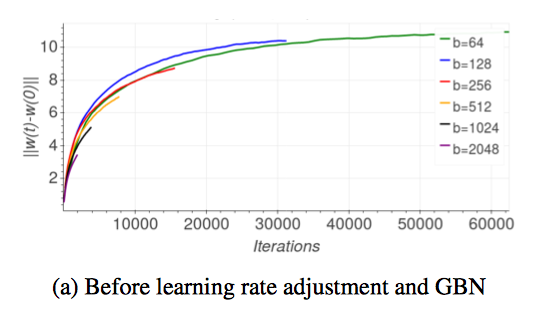 ||w(t)-w(0)||
10
8
6
4
2
b=64
b=128
b=256
b=512
b=1024
b=2048
10000 20000 30000 40000 50000 60000
Iterations
(a) Before learning rate adjustment and GBN